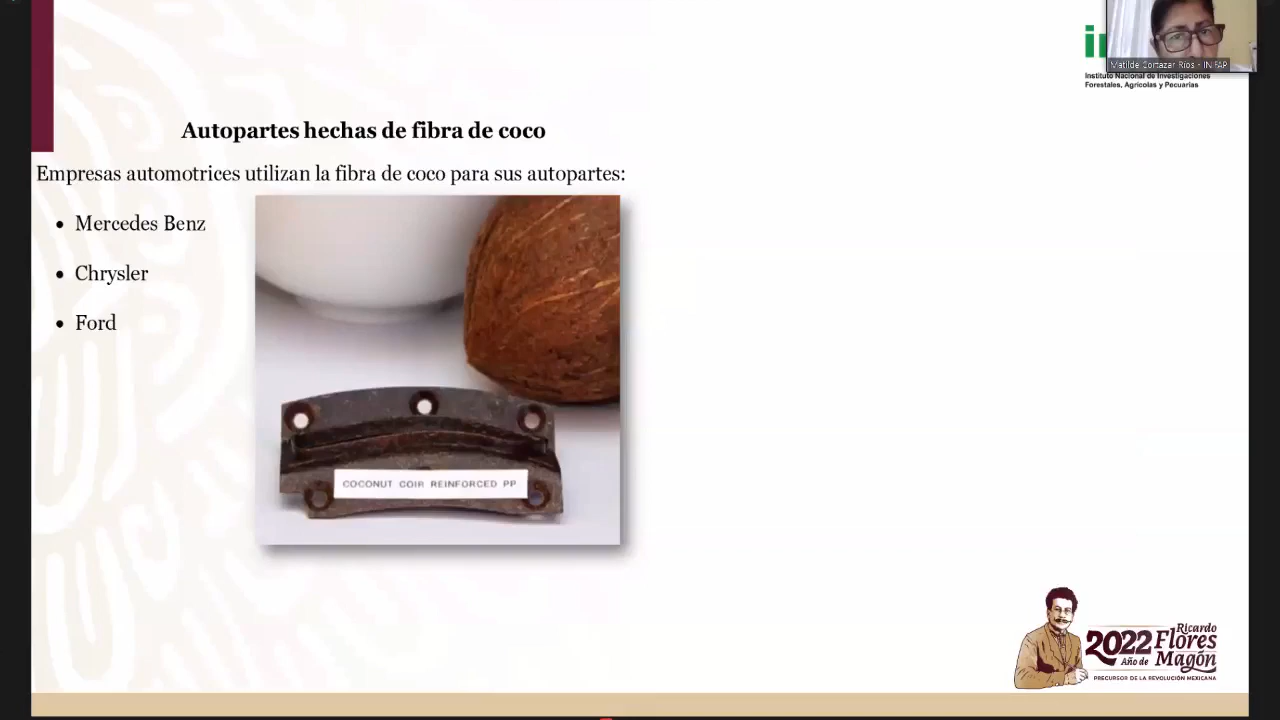 Matilde Cortazar Rios - INIFAP
Instituto Nacional de Investigaciones
Forestales, Agrícolas y Pecuarias
Autopartes hechas de fibra de coco
Empresas automotrices utilizan la fibra de coco para sus autopartes:
• Mercedes Benz
• Chrysler
• Ford
COCONUT COIR REINFORCED PP
2022 Ricardo
Año de Flores
Magón
PRECURSOR DE LA REVOLUCIÓN MEXICANA